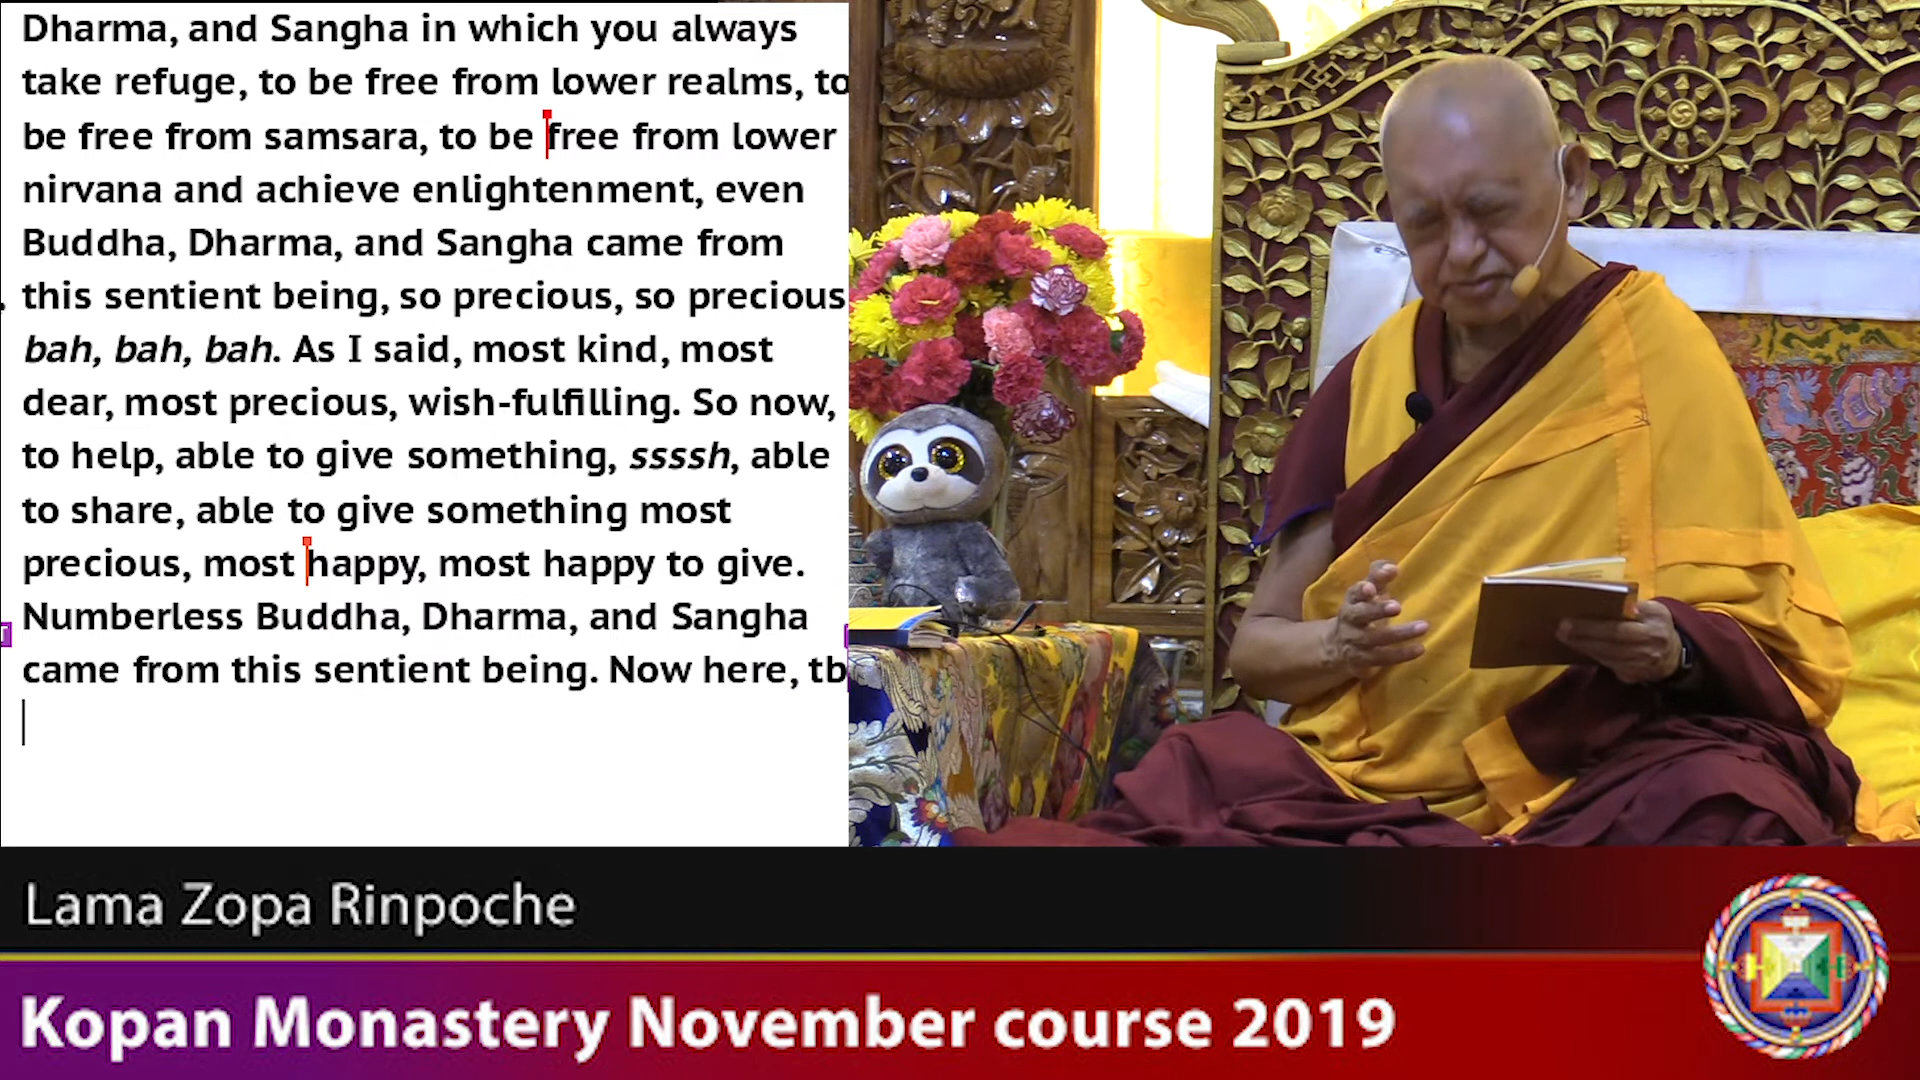 Dharma, and Sangha in which you always
take refuge, to be free from lower realms, to
be free from samsara, to be free from lower
nirvana and achieve enlightenment, even
Buddha, Dharma, and Sangha came from
this sentient being, so precious, so precious
bah, bah, bah. As I said, most kind, most
dear, most precious, wish-fulfilling. So now,
to help, able to give something, ssssh, able
to share, able to give something most
precious, most happy, most happy to give.
Numberless Buddha, Dharma, and Sangha
came from this sentient being. Now here, tb
Lama Zopa Rinpoche
Kopan Monastery November course 2019